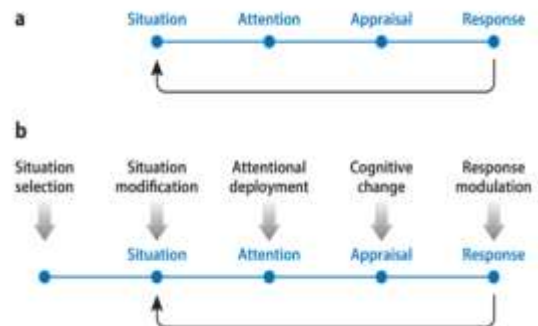 a
Situation Attention Appraisal Response
b
Situation selection
Situation modification
Attentional deployment
Cognitive change
Response modulation
Situation Attention Appraisal Response